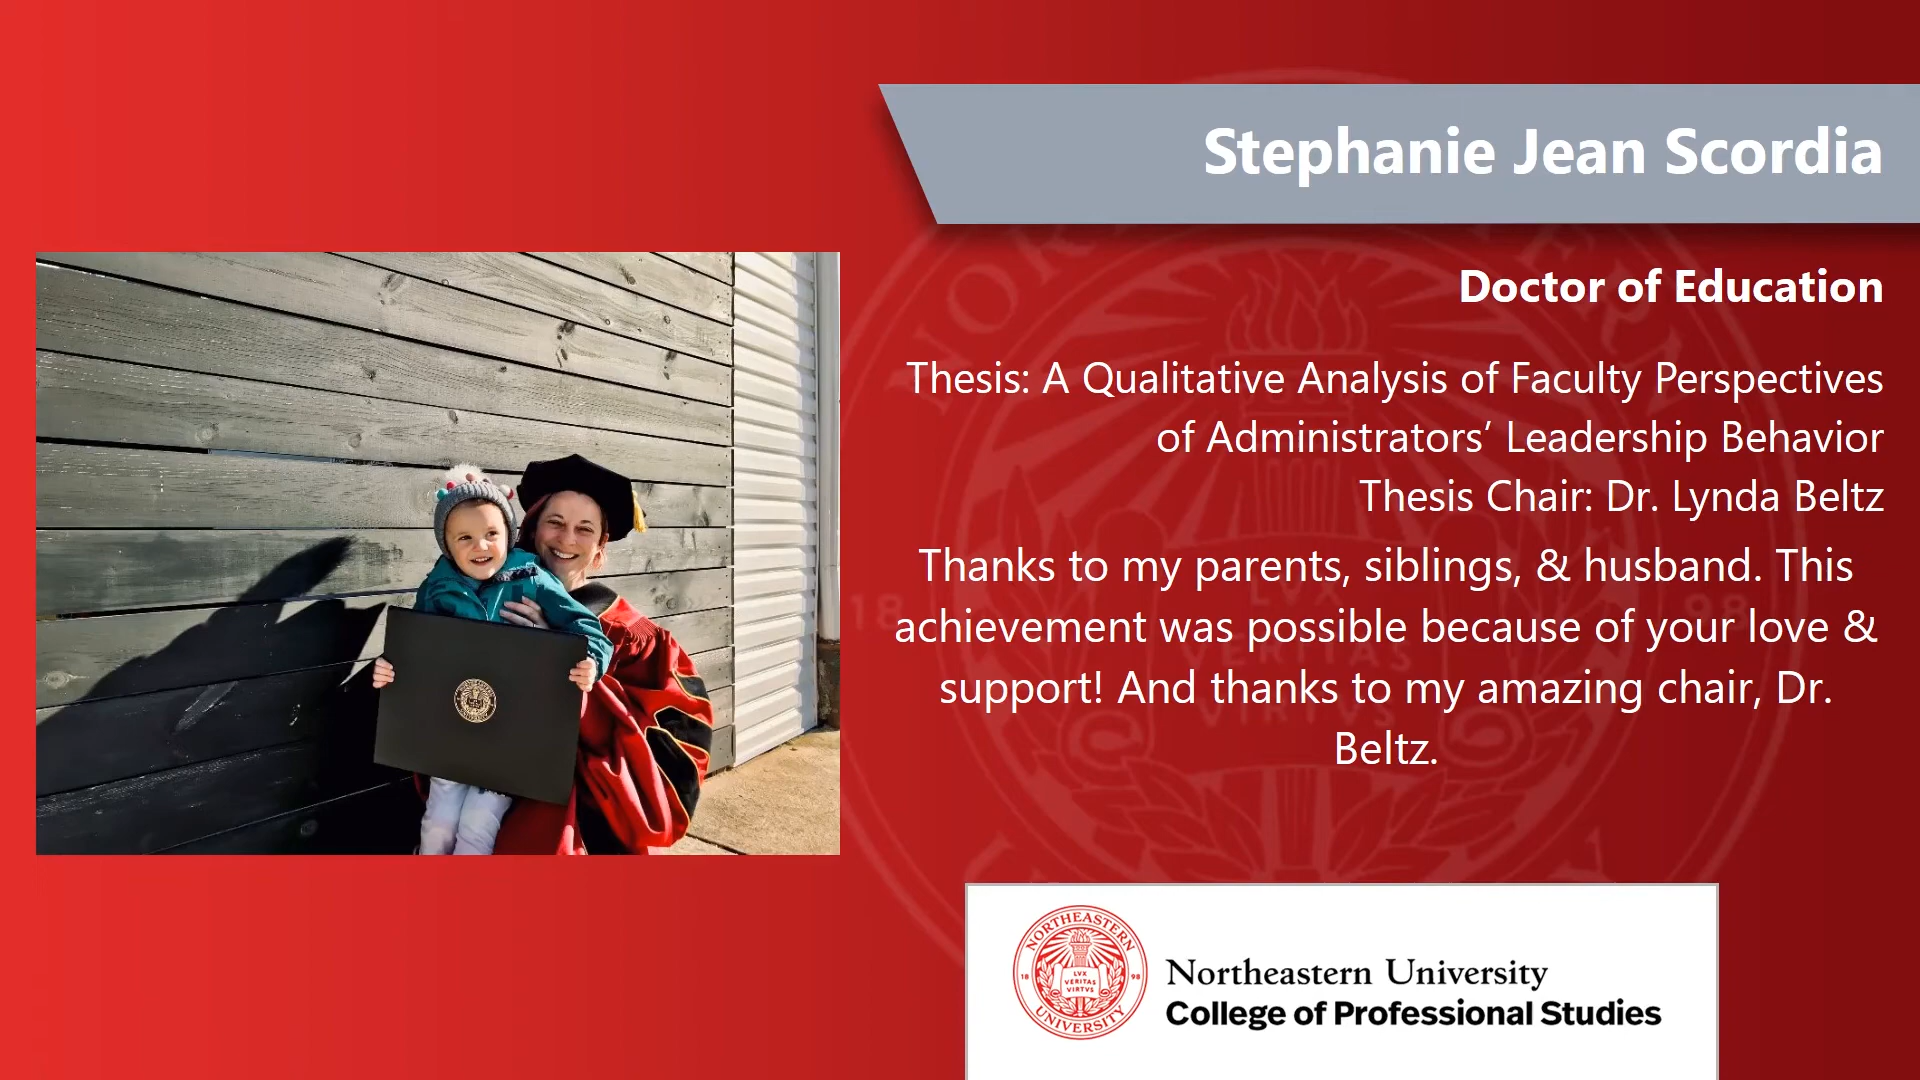 Stephanie Jean Scordia
Doctor of Education
Thesis: A Qualitative Analysis of Faculty Perspectives
of Administrators’ Leadership Behavior
Thesis Chair: Dr. Lynda Beltz
Thanks to my parents, siblings, & husband. This
achievement was possible because of your love &
support! And thanks to my amazing chair, Dr.
Beltz.
NORTHEASTERN
18 98
LVX
VERITAS
VIRTVS
UNIVERSITY
Northeastern University
College of Professional Studies